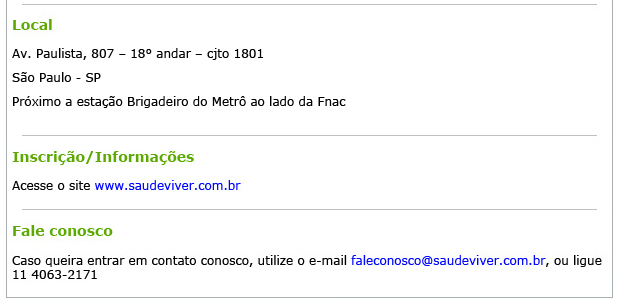 Local
Av. Paulista, 807 – 18º andar – cjto 1801
São Paulo - SP
Próximo a estação Brigadeiro do Metrô ao lado da Fnac
Inscrição/Informações
Acesse o site www.saudeviver.com.br
Fale conosco
Caso queira entrar em contato conosco, utilize o e-mail faleconosco@saudeviver.com.br, ou ligue
11 4063-2171